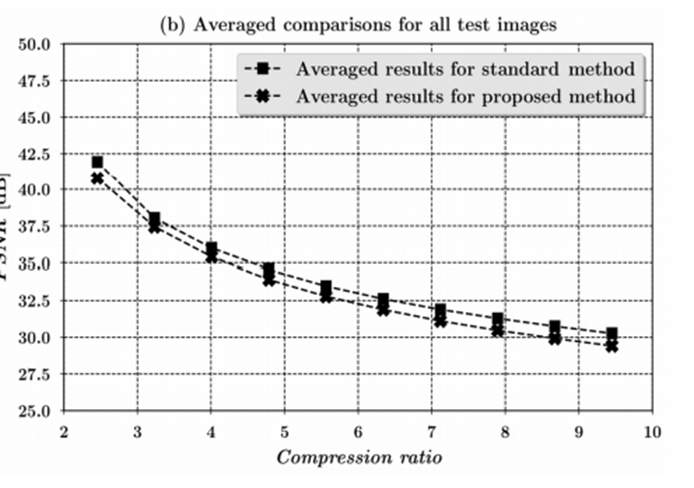 (b) Averaged comparisons for all test images
50.0
47.5
45.0
42.5
40.0
37.5
35.0
32.5
30.0
27.5
25.0
Averaged results for standard method
Averaged results for proposed method
PSNR [dB]
2 3 4 5 6 7 8 9 10
Compression ratio